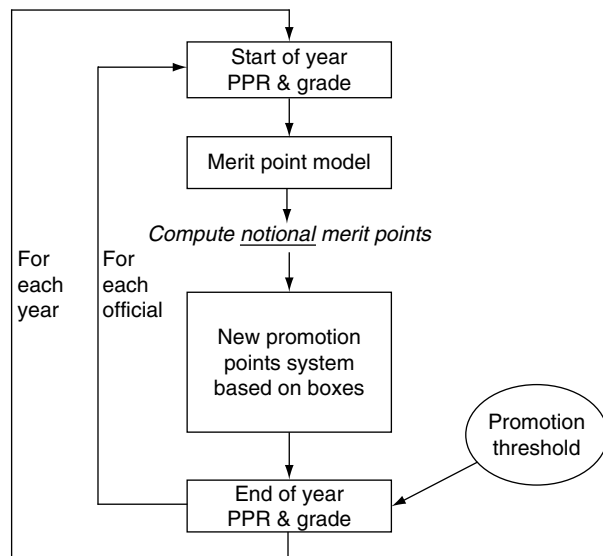 Start of year
PPR & grade
Merit point model
Compute notional merit points
For
each
year
For
each
official
New promotion
points system
based on boxes
Promotion
threshold
End of year
PPR & grade